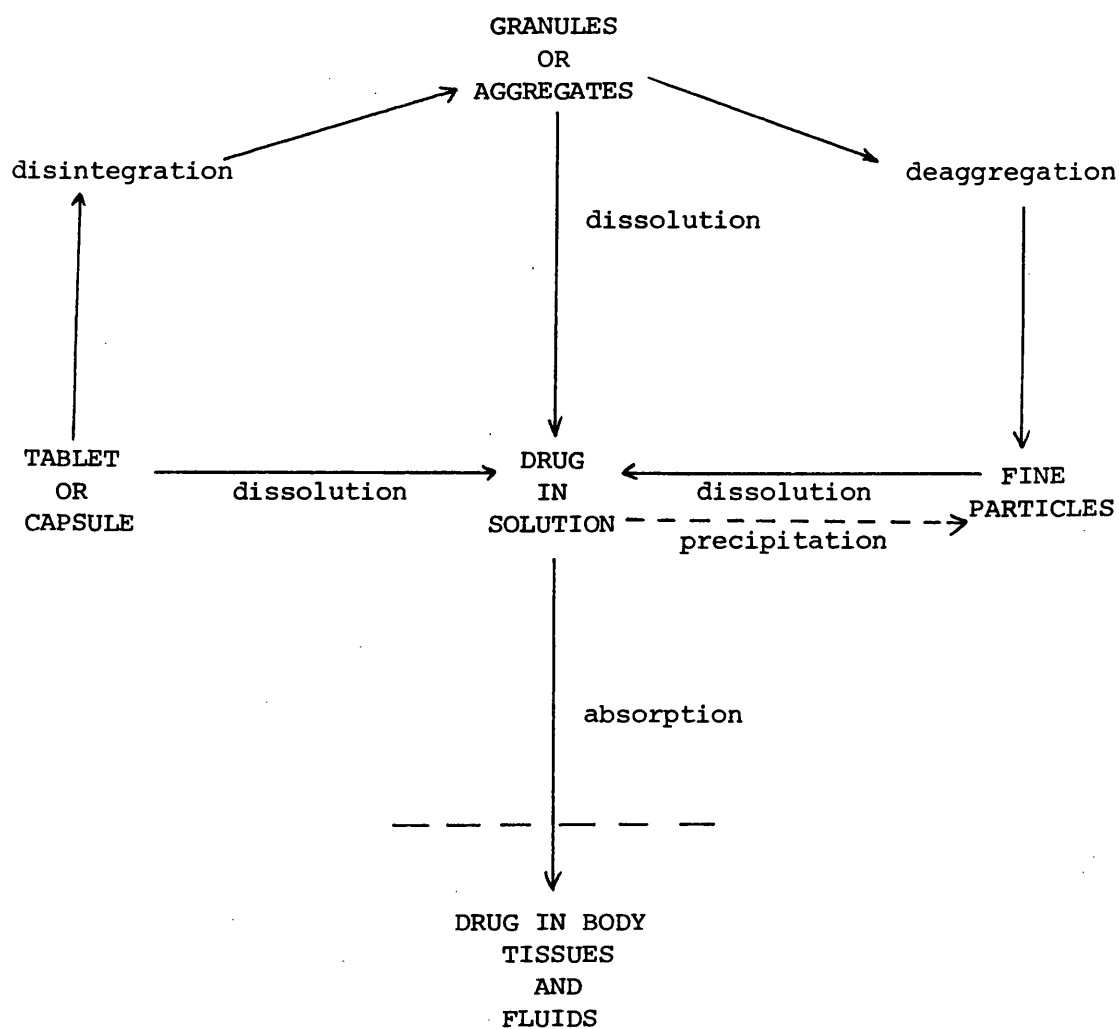 GRANULES
OR
AGGREGATES
disintegration
deaggregation
dissolution
TABLET
OR
CAPSULE
dissolution
DRUG
IN
SOLUTION
dissolution
precipitation
FINE
PARTICLES
absorption
DRUG IN BODY
TISSUES
AND
FLUIDS